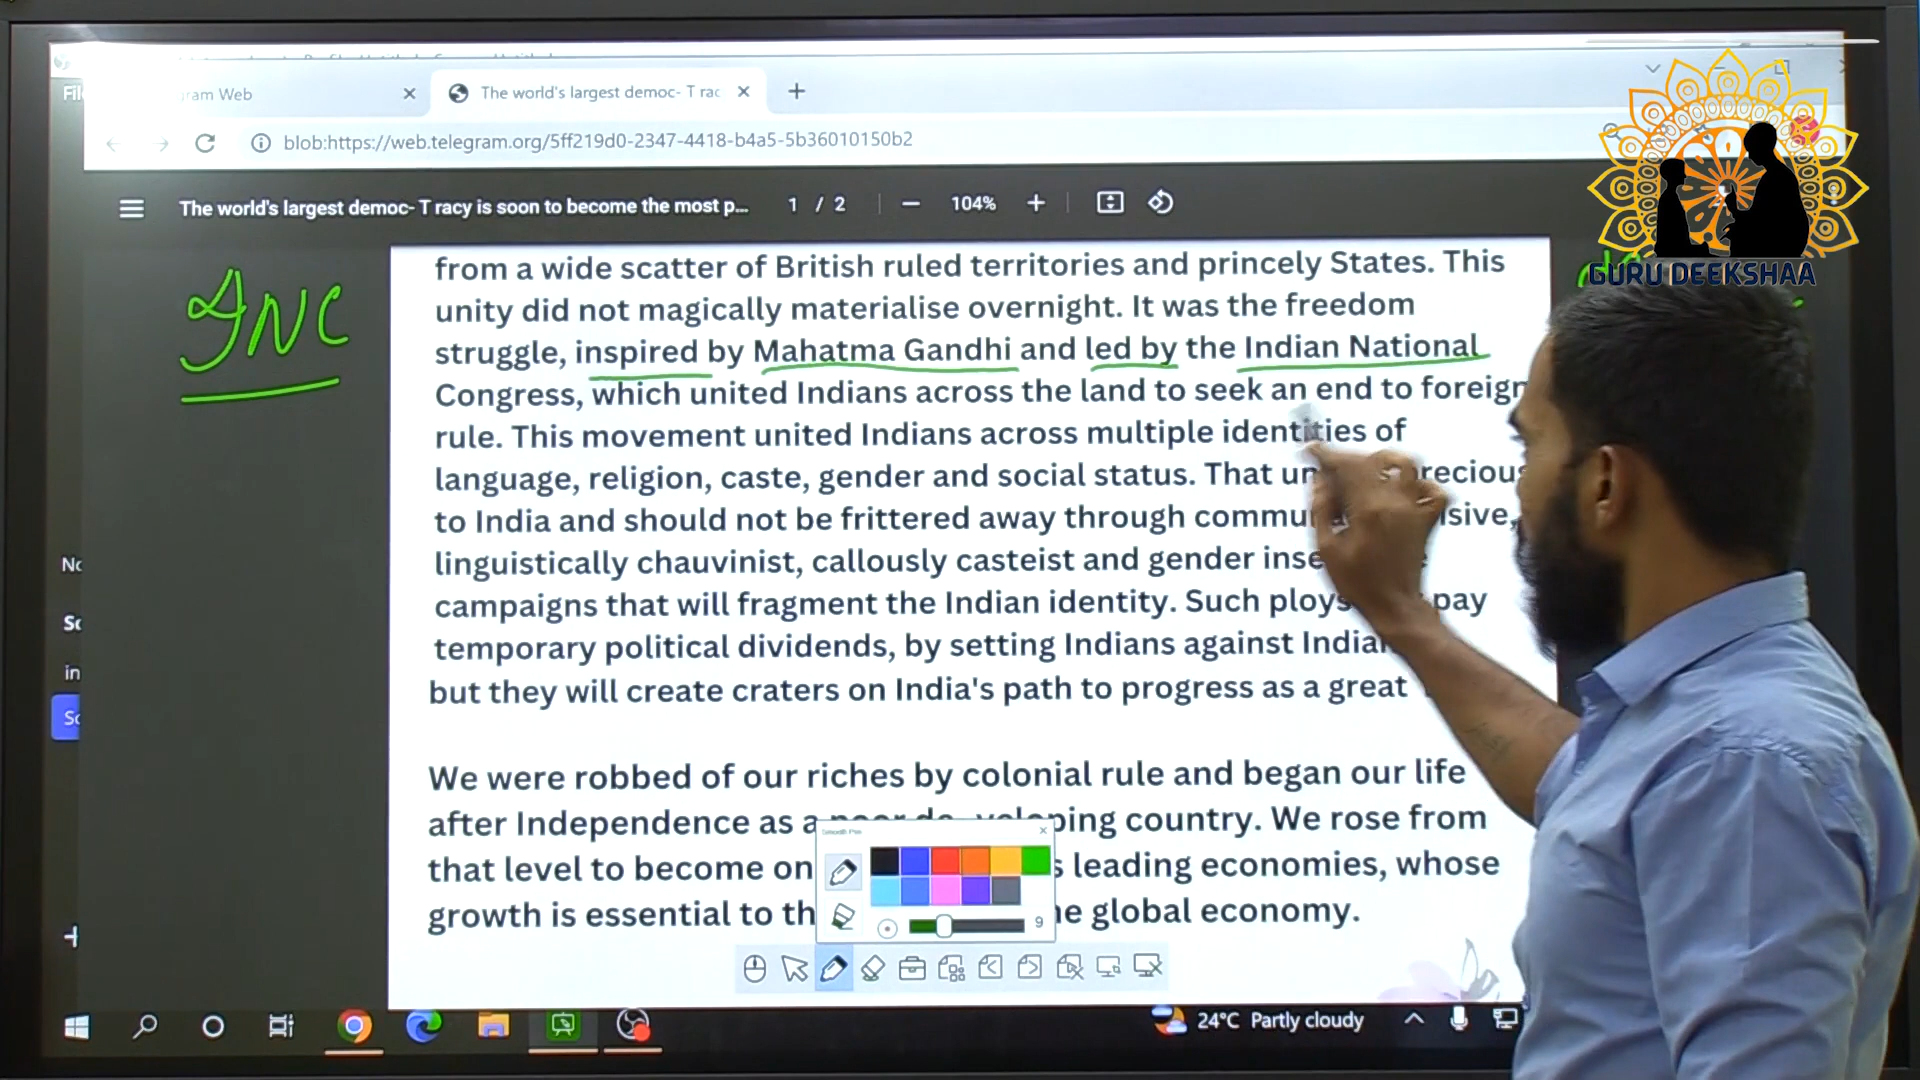 File
ram Web
The world's largest democ- T rac
blob:https://web.telegram.org/5ff219d0-2347-4418-b4a5-5b36010150b2
The world's largest democ- T racy is soon to become the most p...
1 / 2
104%
GURU DEEKSHAA
INC
from a wide scatter of British ruled territories and princely States. This
unity did not magically materialise overnight. It was the freedom
struggle, inspired by Mahatma Gandhi and led by the Indian National
Congress, which united Indians across the land to seek an end to foreign
rule. This movement united Indians across multiple identities of
language, religion, caste, gender and social status. That
to India and should not be frittered away through
linguistically chauvinist, callously casteist and gender
campaigns that will fragment the Indian identity. Such ploys pay
temporary political dividends, by setting Indians against
but they will create craters on India's path to progress as a great
We were robbed of our riches by colonial rule and began our life
after Independence as a poor de- veloping country. We rose from
that level to become leading economies, whose
growth is essential to global economy.
Smooth Pen
9
24°C Partly cloudy